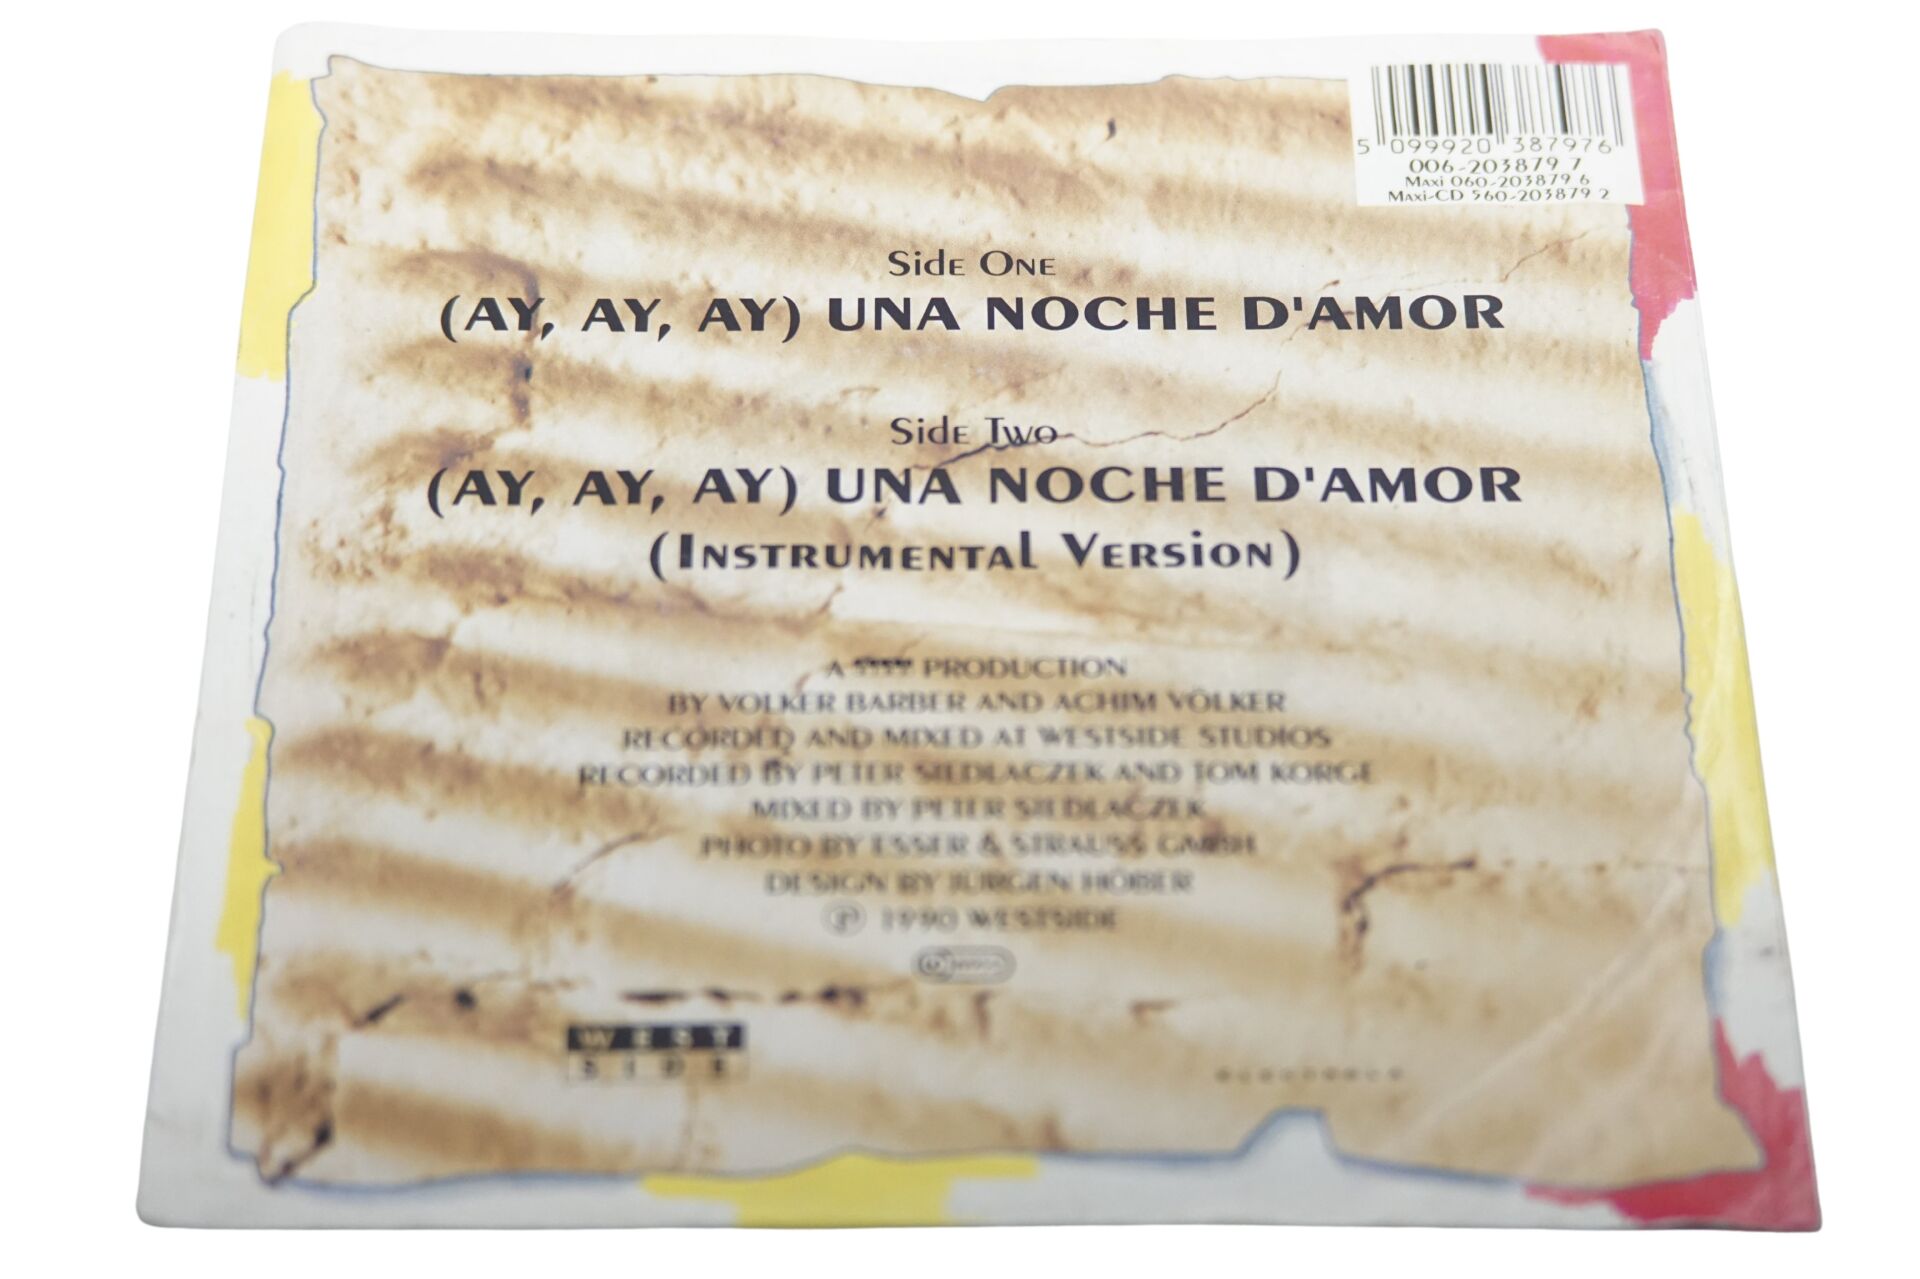 5 099920 387976
006-203879 7
Maxi 060-203879 6
Maxi-CD 560-203879 2
Side One
(AY, AY, AY) UNA NOCHE D'AMOR
Side Two
(AY, AY, AY) UNA NOCHE D'AMOR
(Instrumental Version)
A PRODUCTION
BY VOLKER BARBER AND ACHIM VÖLKER
RECORDED AND MIXED AT WESTSIDE STUDIOS
RECORDED BY PETER SIEDLACZEK AND TOM KORGE
MIXED BY PETER SIEDLACZEK
PHOTO BY ESSER & STRAUSS GMBH
DESIGN BY JÜRGEN HÖBER
Ⓟ 1990 WESTSIDE
WEST
SIDE
ELECTROLA